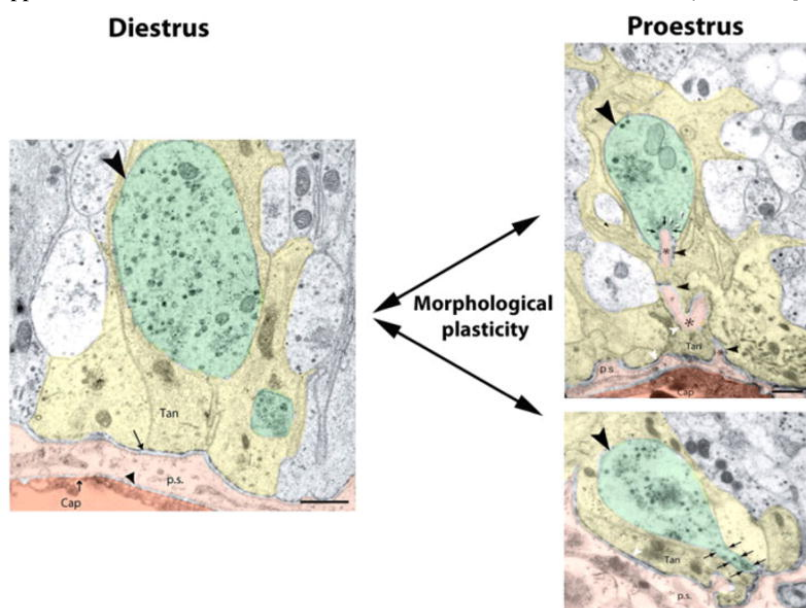 Diestrus
Proestrus
Morphological
plasticity
Tan
p.s.
Cap
*
*
Tan
p.s.
Cap
Tan
p.s.